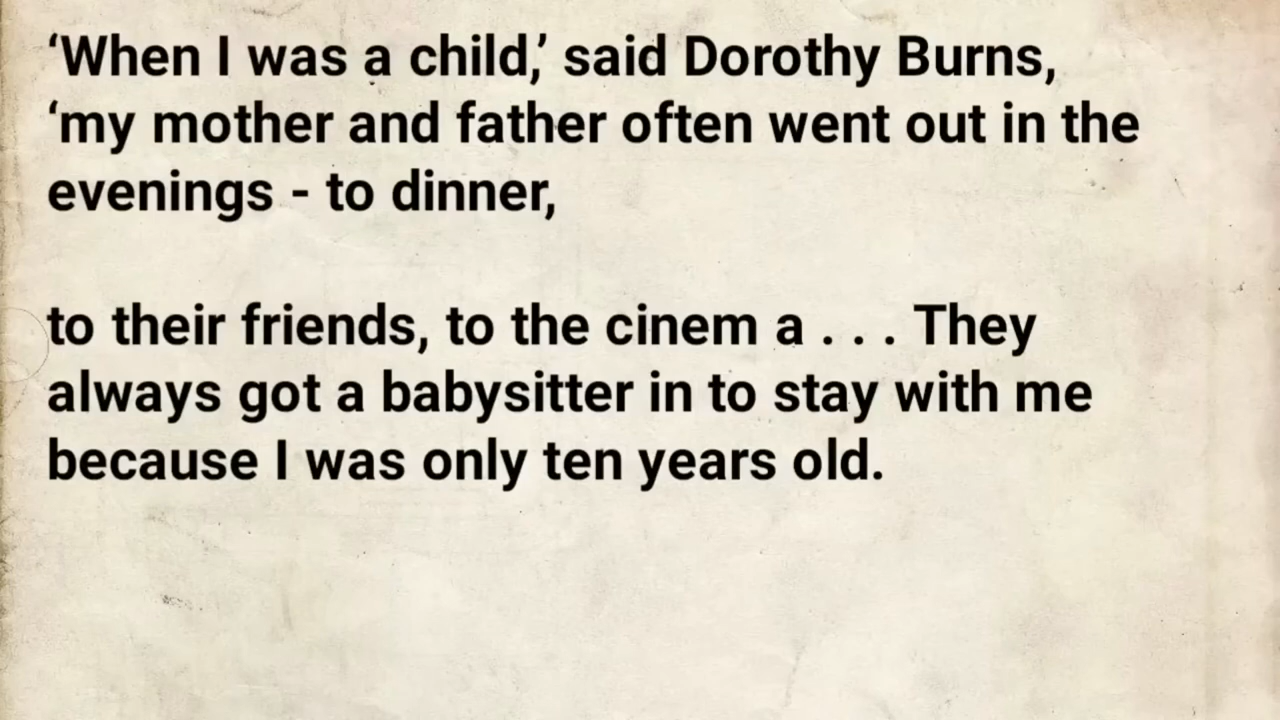 ‘When I was a child,’ said Dorothy Burns,
‘my mother and father often went out in the
evenings - to dinner,
to their friends, to the cinem a . . . They
always got a babysitter in to stay with me
because I was only ten years old.